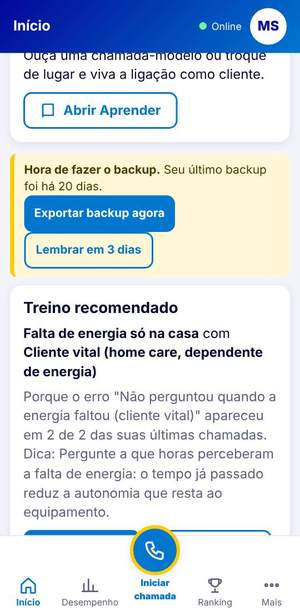 Início
Online
MS
Ouça uma chamada-modelo ou troque
de lugar e viva a ligação como cliente.
Abrir Aprender
Hora de fazer o backup. Seu último backup
foi há 20 dias.
Exportar backup agora
Lembrar em 3 dias
Treino recomendado
Falta de energia só na casa com
Cliente vital (home care, dependente
de energia)
Porque o erro "Não perguntou quando a
energia faltou (cliente vital)" apareceu
em 2 de 2 das suas últimas chamadas.
Dica: Pergunte a que horas perceberam
a falta de energia: o tempo já passado
reduz a autonomia que resta ao
equipamento.
Início
Desempenho
Iniciar
chamada
Ranking
Mais